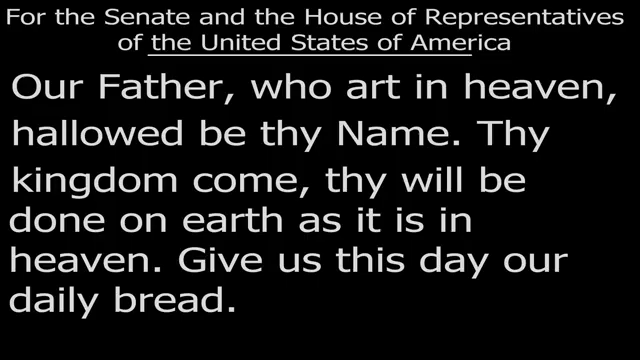 For the Senate and the House of Representatives
of the United States of America
Our Father, who art in heaven,
hallowed be thy Name. Thy
kingdom come, thy will be
done on earth as it is in
heaven. Give us this day our
daily bread.